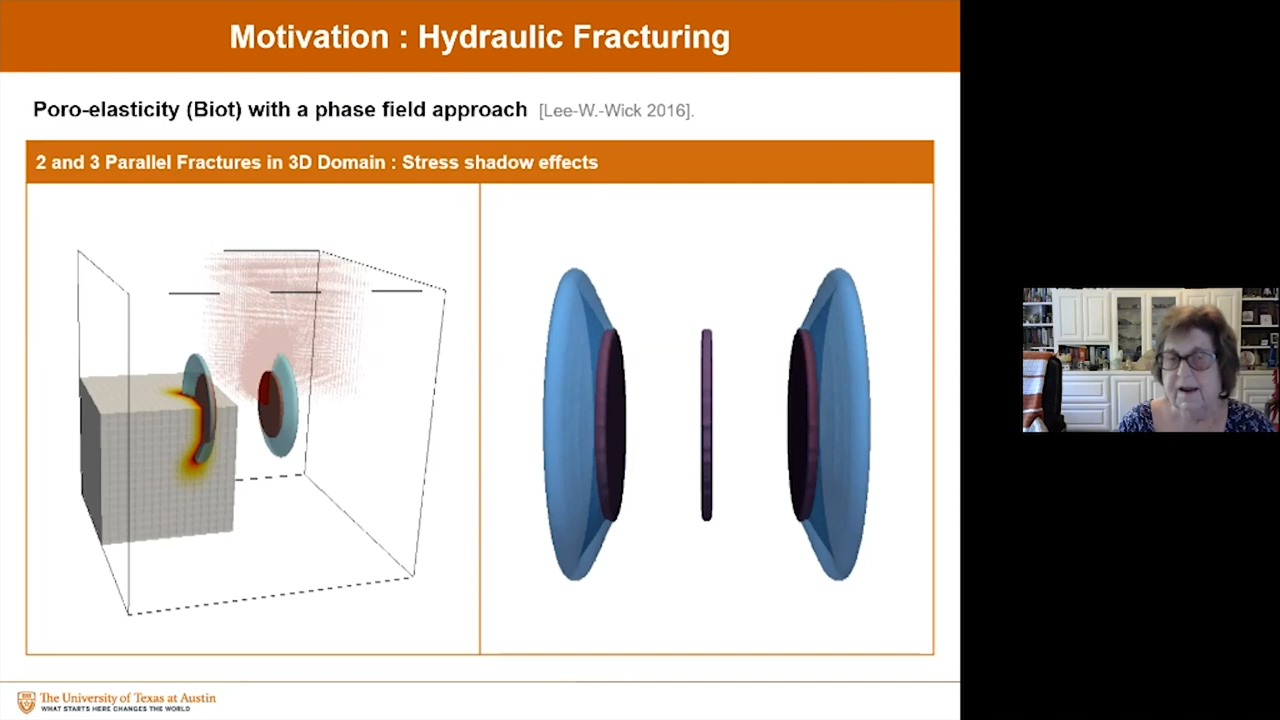 Motivation : Hydraulic Fracturing
Poro-elasticity (Biot) with a phase field approach [Lee-W.-Wick 2016].
2 and 3 Parallel Fractures in 3D Domain : Stress shadow effects
The University of Texas at Austin
WHAT STARTS HERE CHANGES THE WORLD